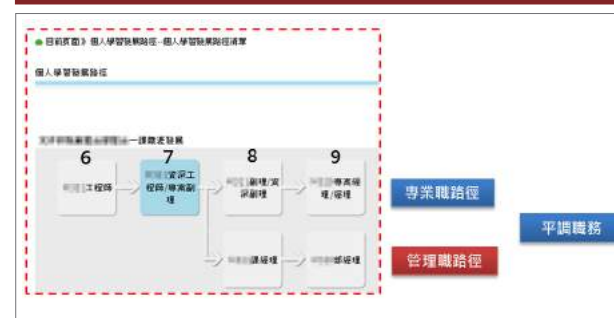 目前頁面》個人學習發展路徑--個人學習發展路徑清單
個人學習發展路徑
發展
6
7
8
9
工程師
資深工
程師/專案副
理
副理/資
深副理
專案經
理/經理
課經理
部經理
專業職路徑
管理職路徑
平調職務